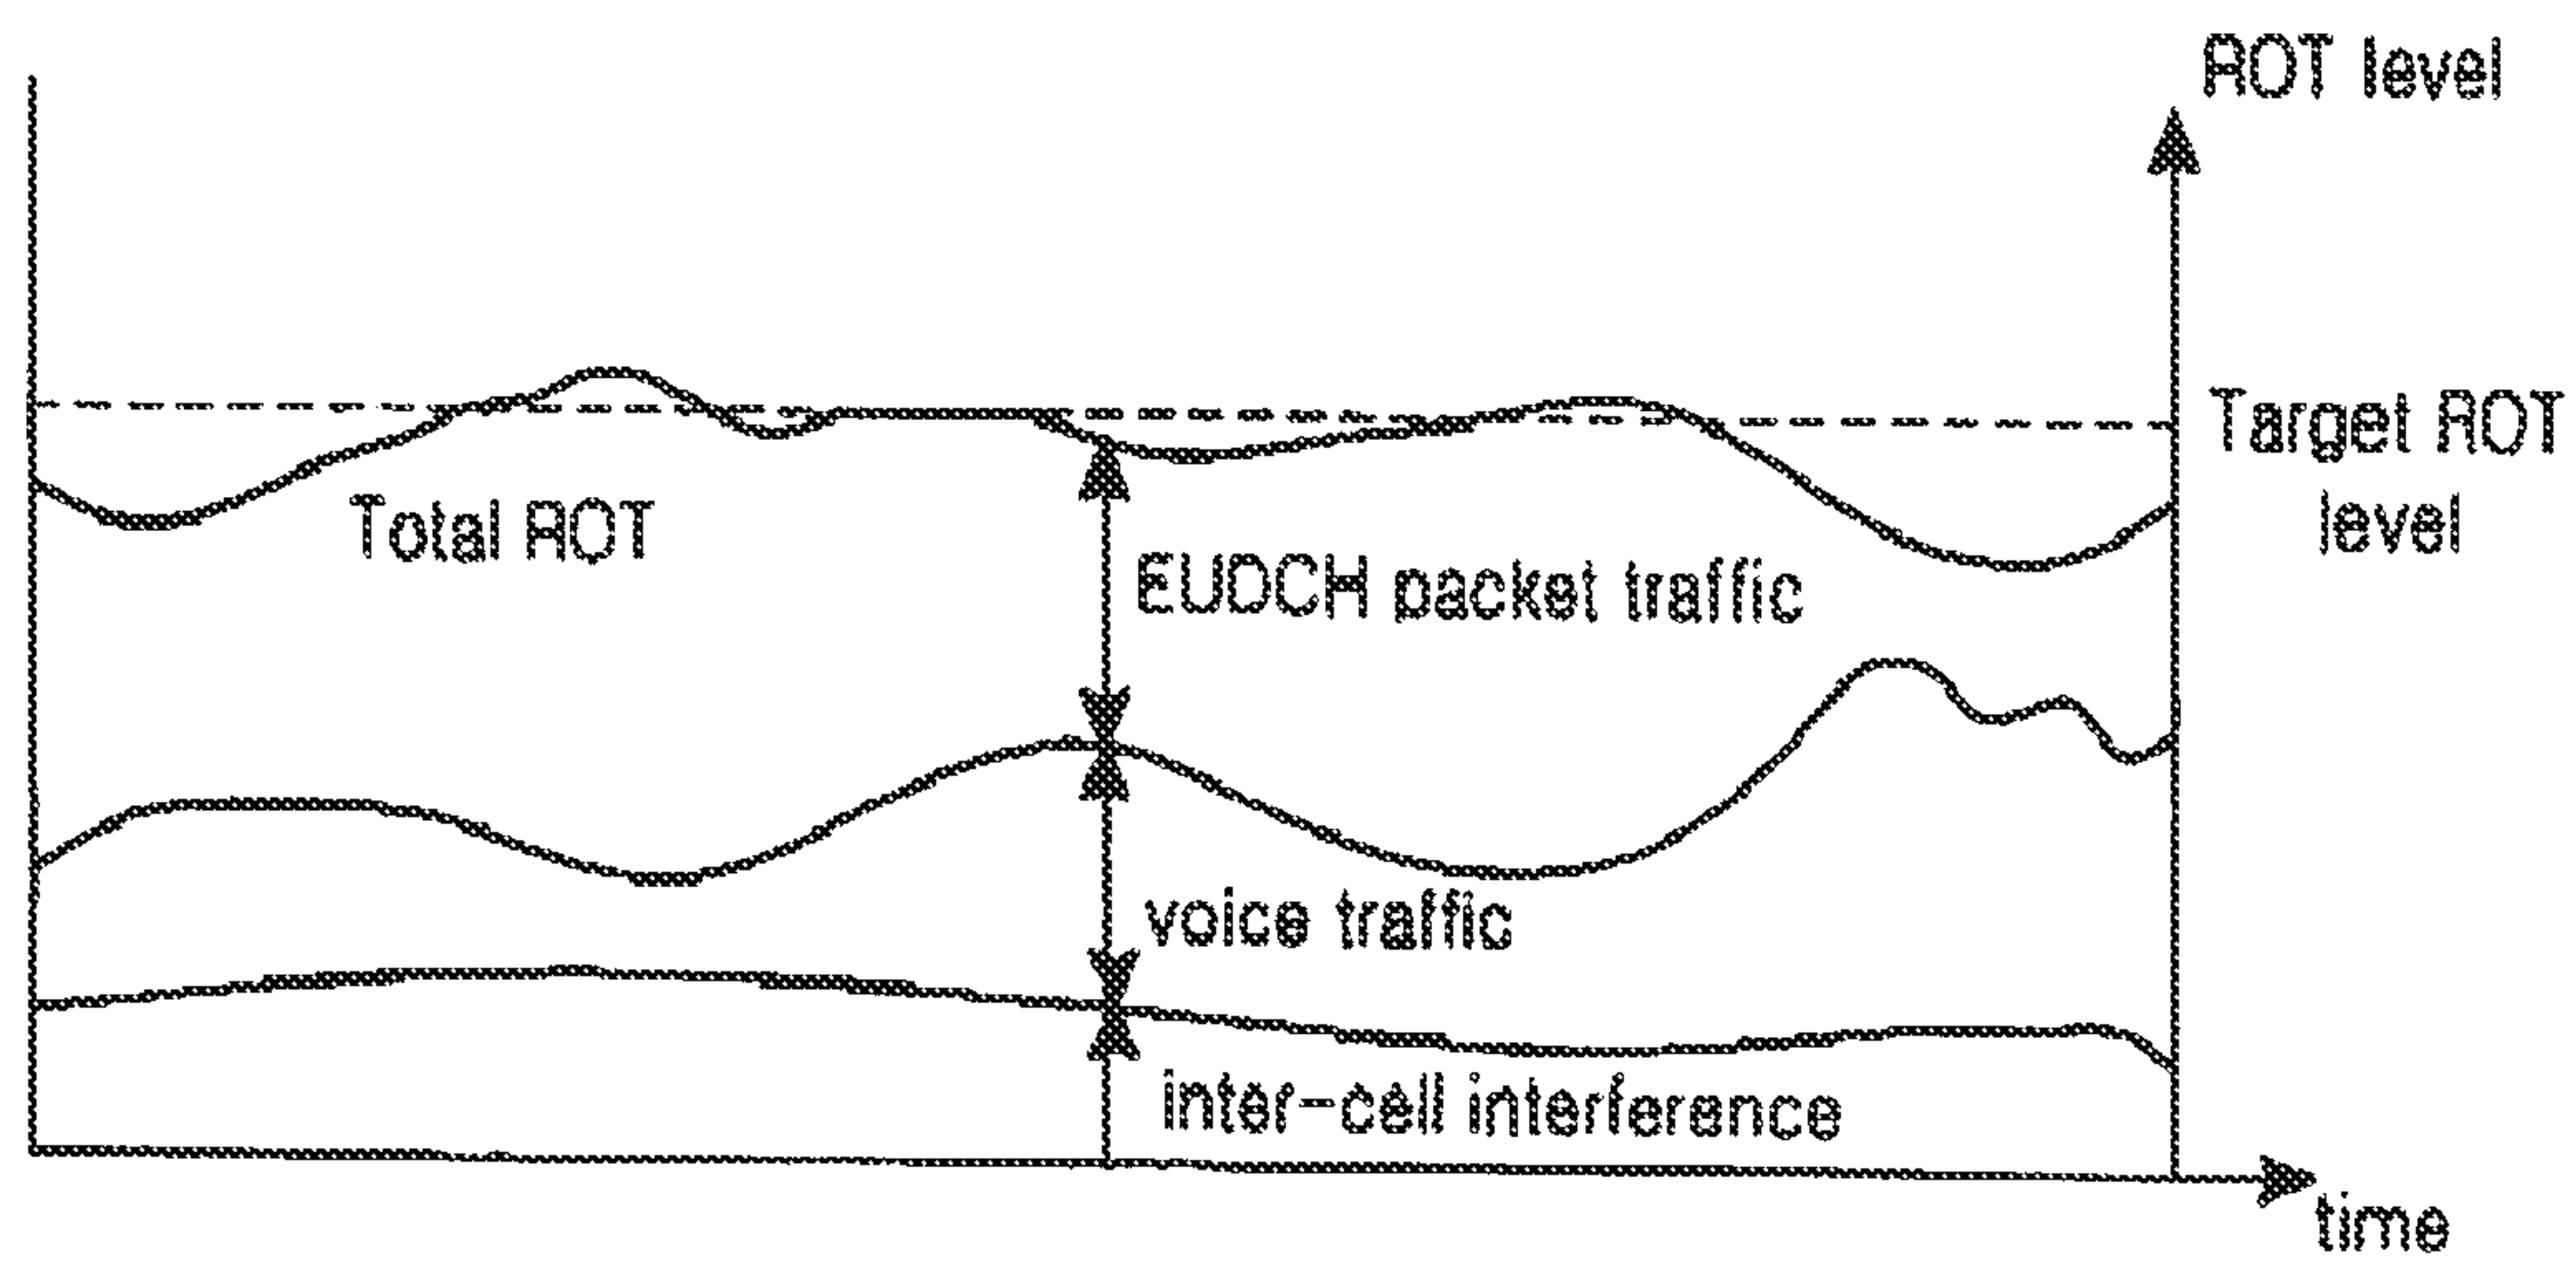 ROT level
Target ROT
level
Total ROT
EUDCH packet traffic
voice traffic
inter-cell interference
time